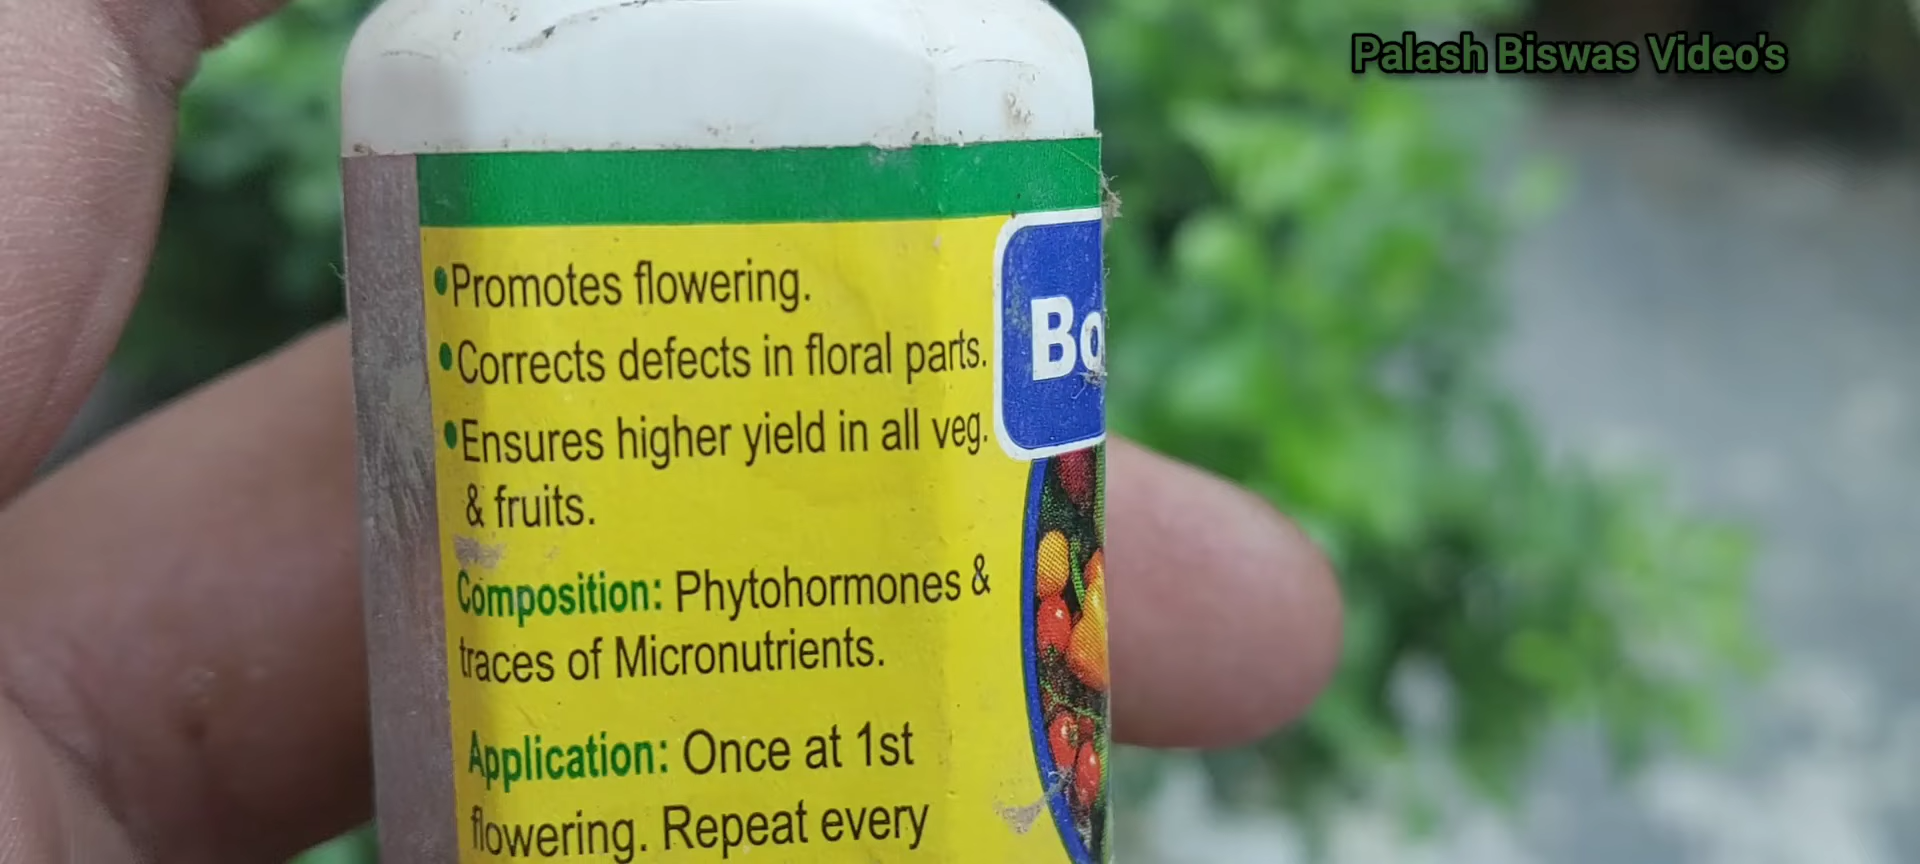 Palash Biswas Video's
•Promotes flowering.
•Corrects defects in floral parts.
•Ensures higher yield in all veg.
& fruits.
Composition: Phytohormones &
traces of Micronutrients.
Application: Once at 1st
flowering. Repeat every
Bo